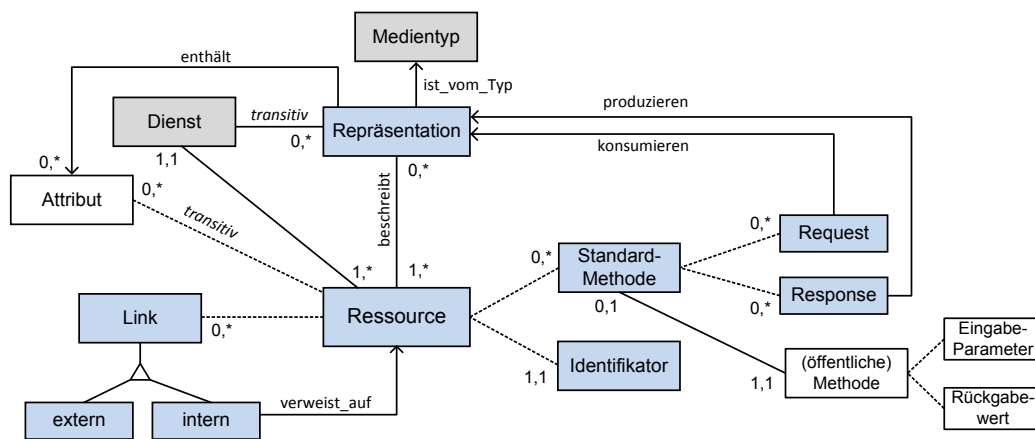 Medientyp
enthält
ist_vom_Typ
produzieren
Dienst
transitiv
Repräsentation
0,*
konsumieren
1,1
0,*
0,*
0,*
Attribut
transitiv
beschreibt
0,*
Request
0,*
Standard-
Methode
1,*
1,*
0,*
Response
0,1
Link
0,*
Ressource
Eingabe-
Parameter
Identifikator
1,1
(öffentliche)
Methode
1,1
extern
intern
verweist_auf
Rückgabe-
wert